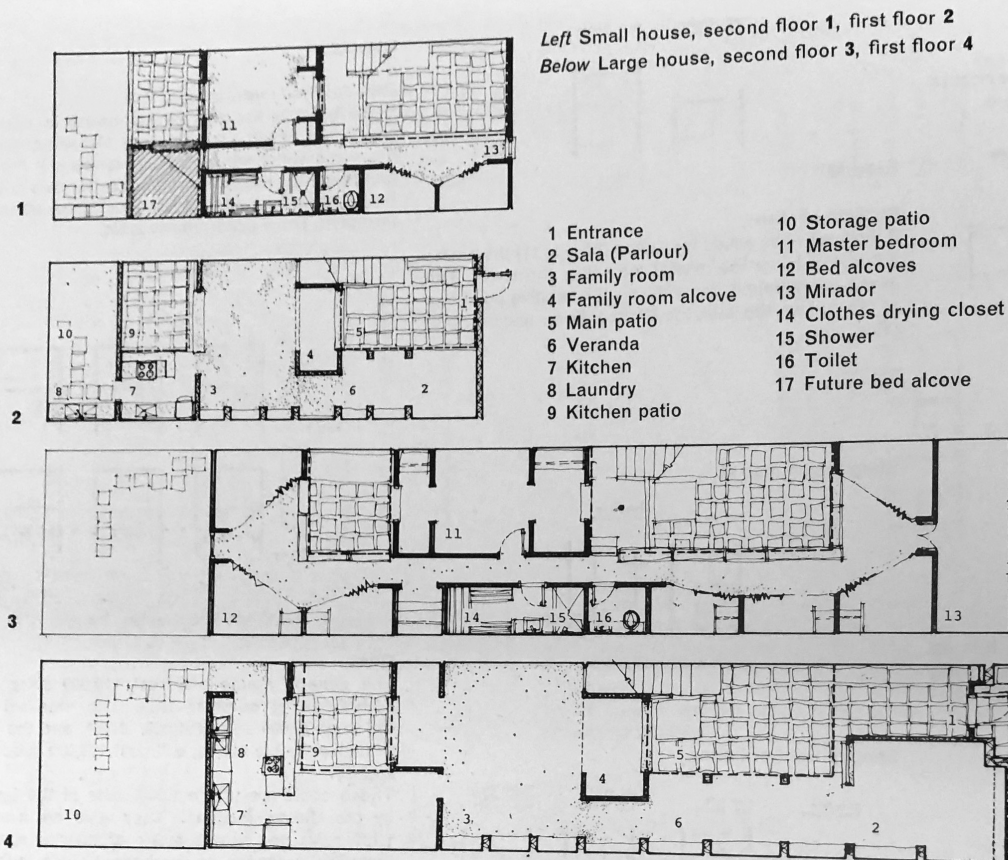 Left Small house, second floor 1, first floor 2
Below Large house, second floor 3, first floor 4
11
13
17
14
15
16
12
1
1 Entrance
2 Sala (Parlour)
3 Family room
4 Family room alcove
5 Main patio
6 Veranda
7 Kitchen
8 Laundry
9 Kitchen patio
10 Storage patio
11 Master bedroom
12 Bed alcoves
13 Mirador
14 Clothes drying closet
15 Shower
16 Toilet
17 Future bed alcove
1
10
9
5
4
8
7
3
6
2
2
11
12
14
15
16
13
3
1
9
5
8
4
7
3
6
2
10
4